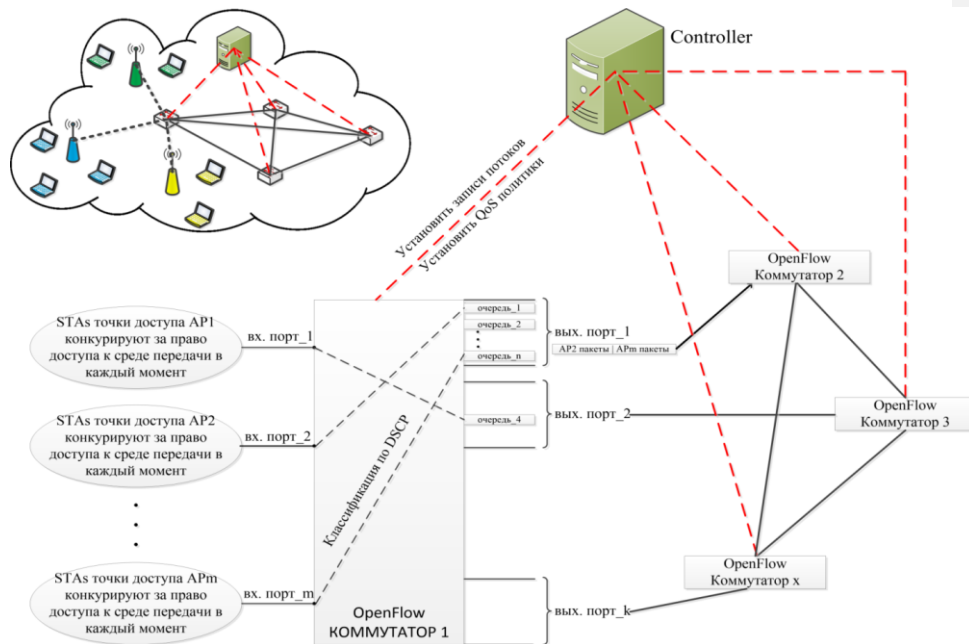 Controller
Установить записи потоков
Установить QoS политики
OpenFlow
Коммутатор 2
STAs точки доступа AP1
конкурируют за право
доступа к среде передачи в
каждый момент
вх. порт_1
очередь_1
очередь_2
очередь_n
вых. порт_1
AP2 пакеты
APm пакеты
STAs точки доступа AP2
конкурируют за право
доступа к среде передачи в
каждый момент
вх. порт_2
очередь_4
вых. порт_2
OpenFlow
Коммутатор 3
Классификация по DSCP
STAs точки доступа APm
конкурируют за право
доступа к среде передачи в
каждый момент
вх. порт_m
OpenFlow
КОММУТАТОР 1
вых. порт_k
OpenFlow
Коммутатор x